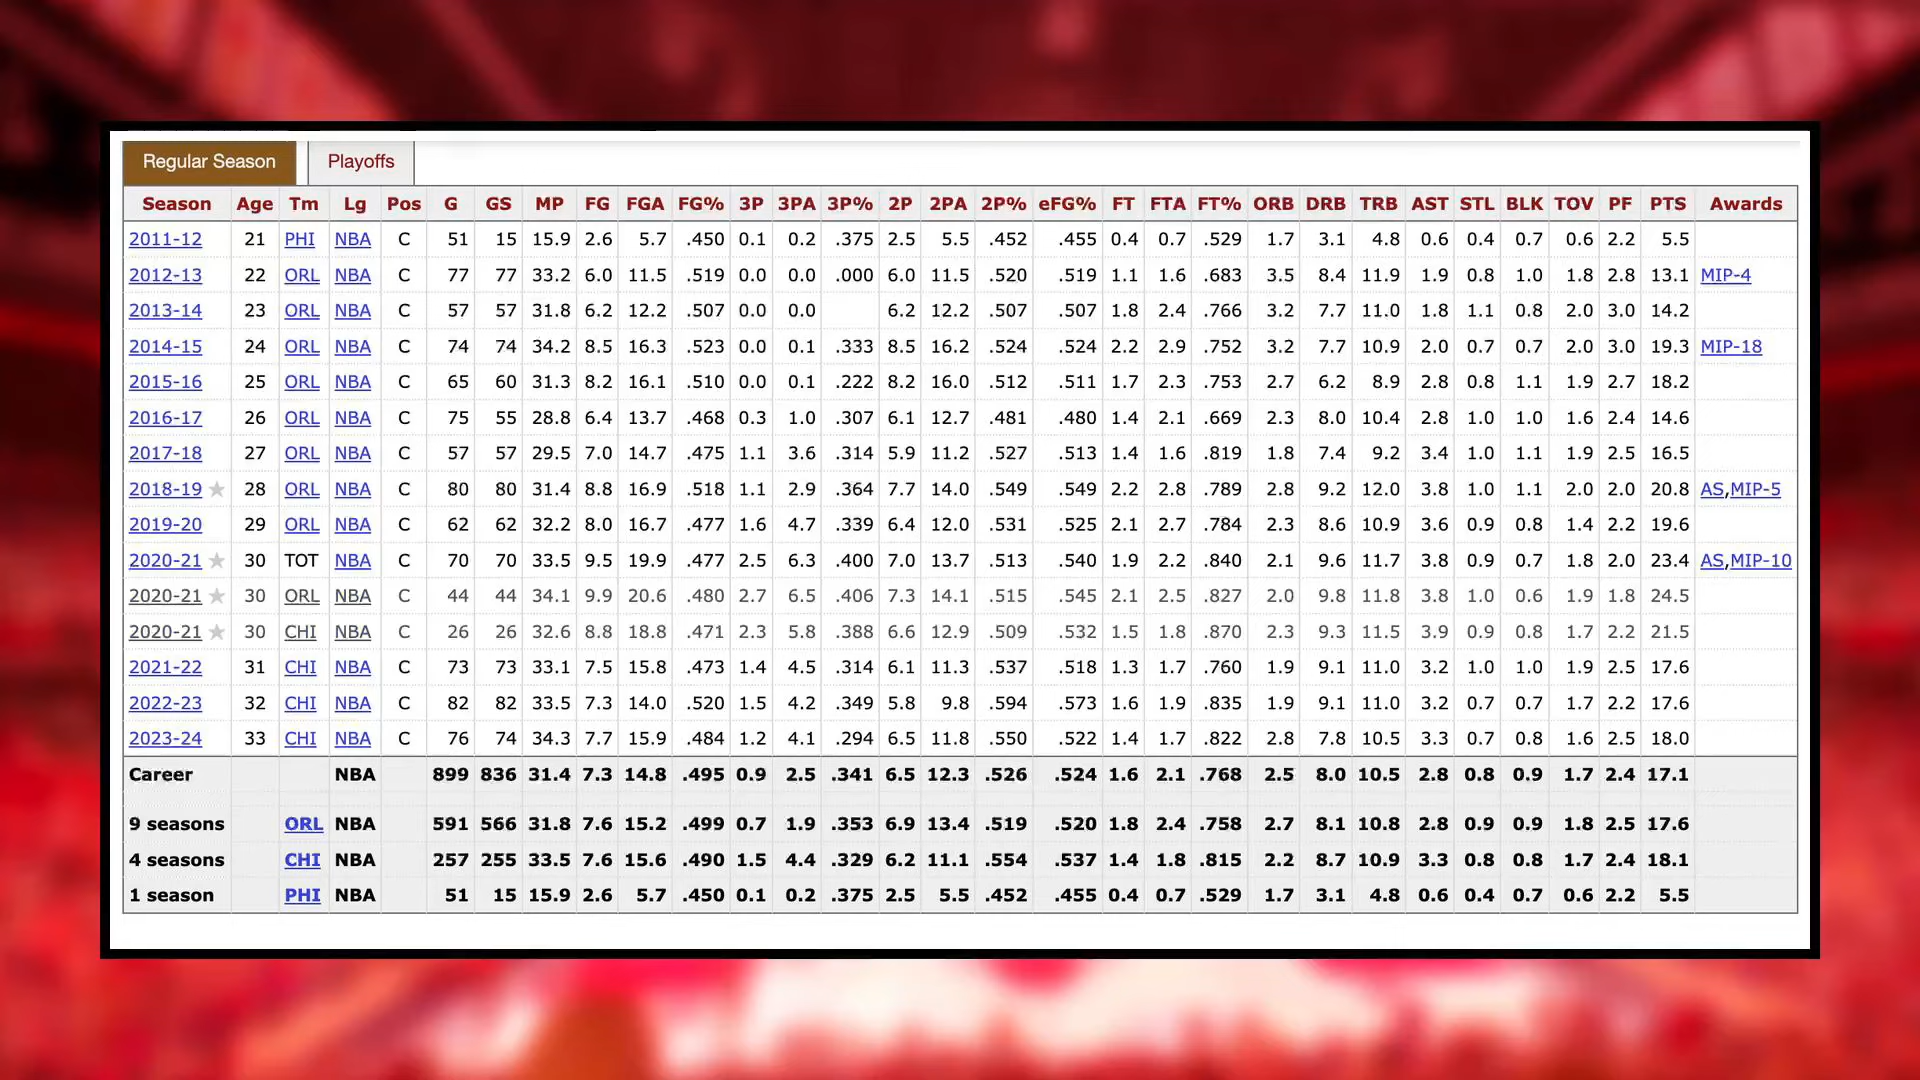 Regular Season Playoffs
Season Age Tm Lg Pos G GS MP FG FGA FG% 3P 3PA 3P% 2P 2PA 2P% eFG% FT FTA FT% ORB DRB TRB AST STL BLK TOV PF PTS Awards
2011-12 21 PHI NBA C 51 15 15.9 2.6 5.7 .450 0.1 0.2 .375 2.5 5.5 .452 .455 0.4 0.7 .529 1.7 3.1 4.8 0.6 0.4 0.7 0.6 2.2 5.5
2012-13 22 ORL NBA C 77 77 33.2 6.0 11.5 .519 0.0 0.0 .000 6.0 11.5 .520 .519 1.1 1.6 .683 3.5 8.4 11.9 1.9 0.8 1.0 1.8 2.8 13.1 MIP-4
2013-14 23 ORL NBA C 57 57 31.8 6.2 12.2 .507 0.0 0.0 6.2 12.2 .507 .507 1.8 2.4 .766 3.2 7.7 11.0 1.8 1.1 0.8 2.0 3.0 14.2
2014-15 24 ORL NBA C 74 74 34.2 8.5 16.3 .523 0.0 0.1 .333 8.5 16.2 .524 .524 2.2 2.9 .752 3.2 7.7 10.9 2.0 0.7 0.7 2.0 3.0 19.3 MIP-18
2015-16 25 ORL NBA C 65 60 31.3 8.2 16.1 .510 0.0 0.1 .222 8.2 16.0 .512 .511 1.7 2.3 .753 2.7 6.2 8.9 2.8 0.8 1.1 1.9 2.7 18.2
2016-17 26 ORL NBA C 75 55 28.8 6.4 13.7 .468 0.3 1.0 .307 6.1 12.7 .481 .480 1.4 2.1 .669 2.3 8.0 10.4 2.8 1.0 1.0 1.6 2.4 14.6
2017-18 27 ORL NBA C 57 57 29.5 7.0 14.7 .475 1.1 3.6 .314 5.9 11.2 .527 .513 1.4 1.6 .819 1.8 7.4 9.2 3.4 1.0 1.1 1.9 2.5 16.5
2018-19 ★ 28 ORL NBA C 80 80 31.4 8.8 16.9 .518 1.1 2.9 .364 7.7 14.0 .549 .549 2.2 2.8 .789 2.8 9.2 12.0 3.8 1.0 1.1 2.0 2.0 20.8 AS,MIP-5
2019-20 29 ORL NBA C 62 62 32.2 8.0 16.7 .477 1.6 4.7 .339 6.4 12.0 .531 .525 2.1 2.7 .784 2.3 8.6 10.9 3.6 0.9 0.8 1.4 2.2 19.6
2020-21 ★ 30 TOT NBA C 70 70 33.5 9.5 19.9 .477 2.5 6.3 .400 7.0 13.7 .513 .540 1.9 2.2 .840 2.1 9.6 11.7 3.8 0.9 0.7 1.8 2.0 23.4 AS,MIP-10
2020-21 ★ 30 ORL NBA C 44 44 34.1 9.9 20.6 .480 2.7 6.5 .406 7.3 14.1 .515 .545 2.1 2.5 .827 2.0 9.8 11.8 3.8 1.0 0.6 1.9 1.8 24.5
2020-21 ★ 30 CHI NBA C 26 26 32.6 8.8 18.8 .471 2.3 5.8 .388 6.6 12.9 .509 .532 1.5 1.8 .870 2.3 9.3 11.5 3.9 0.9 0.8 1.7 2.2 21.5
2021-22 31 CHI NBA C 73 73 33.1 7.5 15.8 .473 1.4 4.5 .314 6.1 11.3 .537 .518 1.3 1.7 .760 1.9 9.1 11.0 3.2 1.0 1.0 1.9 2.5 17.6
2022-23 32 CHI NBA C 82 82 33.5 7.3 14.0 .520 1.5 4.2 .349 5.8 9.8 .594 .573 1.6 1.9 .835 1.9 9.1 11.0 3.2 0.7 0.7 1.7 2.2 17.6
2023-24 33 CHI NBA C 76 74 34.3 7.7 15.9 .484 1.2 4.1 .294 6.5 11.8 .550 .522 1.4 1.7 .822 2.8 7.8 10.5 3.3 0.7 0.8 1.6 2.5 18.0
Career NBA 899 836 31.4 7.3 14.8 .495 0.9 2.5 .341 6.5 12.3 .526 .524 1.6 2.1 .768 2.5 8.0 10.5 2.8 0.8 0.9 1.7 2.4 17.1
9 seasons ORL NBA 591 566 31.8 7.6 15.2 .499 0.7 1.9 .353 6.9 13.4 .519 .520 1.8 2.4 .758 2.7 8.1 10.8 2.8 0.9 0.9 1.8 2.5 17.6
4 seasons CHI NBA 257 255 33.5 7.6 15.6 .490 1.5 4.4 .329 6.2 11.1 .554 .537 1.4 1.8 .815 2.2 8.7 10.9 3.3 0.8 0.8 1.7 2.4 18.1
1 season PHI NBA 51 15 15.9 2.6 5.7 .450 0.1 0.2 .375 2.5 5.5 .452 .455 0.4 0.7 .529 1.7 3.1 4.8 0.6 0.4 0.7 0.6 2.2 5.5